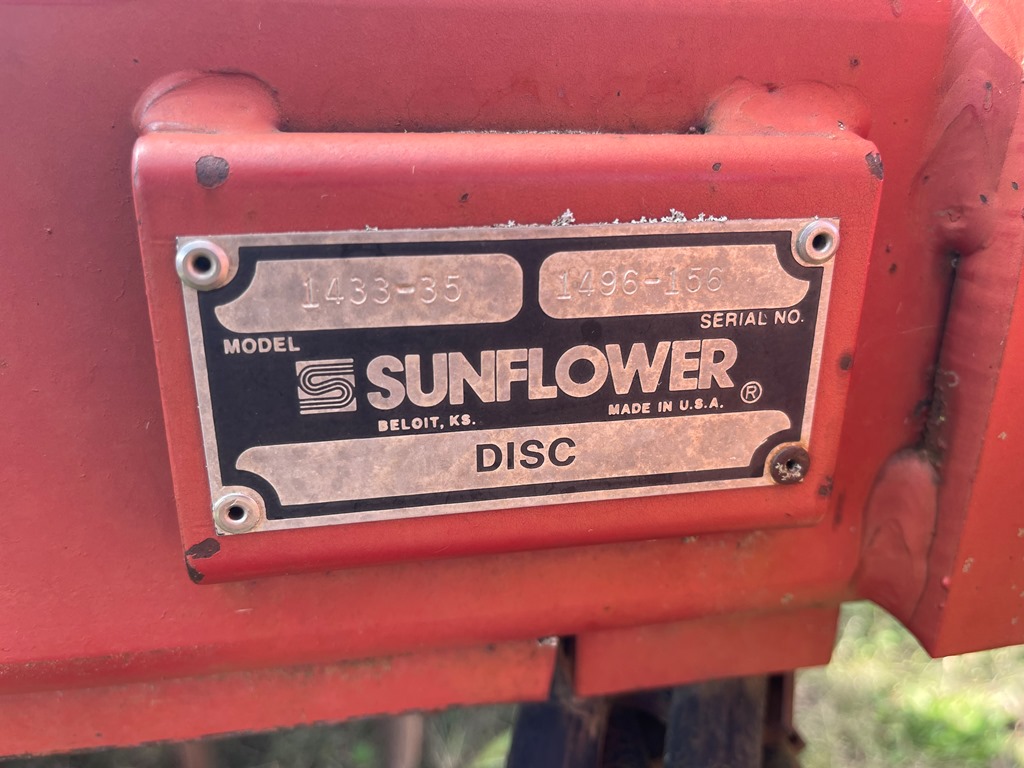 1433-35 1496-156
MODEL SERIAL NO.
SUNFLOWER ®
BELOIT, KS. MADE IN U.S.A.
DISC